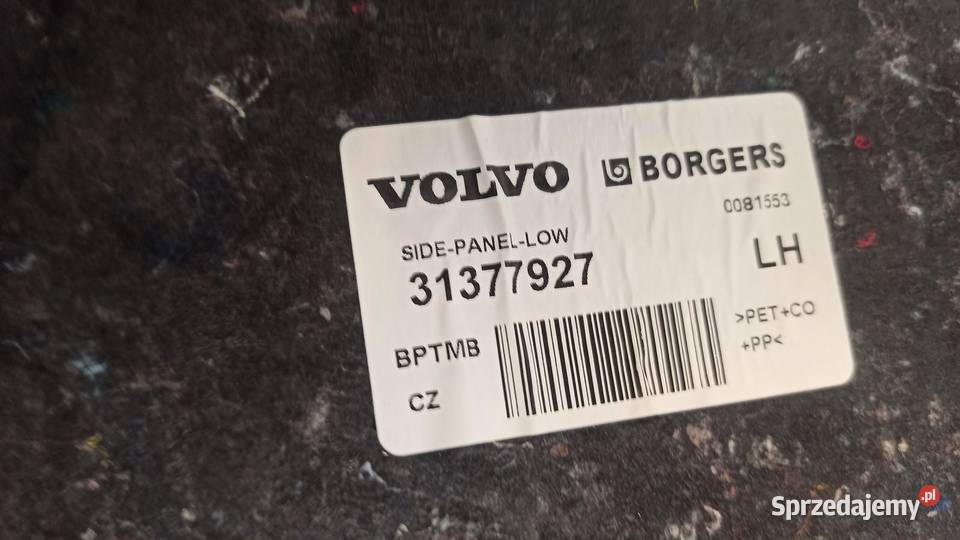 VOLVO BORGERS
0081553
SIDE-PANEL-LOW
31377927 LH
BPTMB >PET+CO
+PP<
CZ
Sprzedajemy.pl